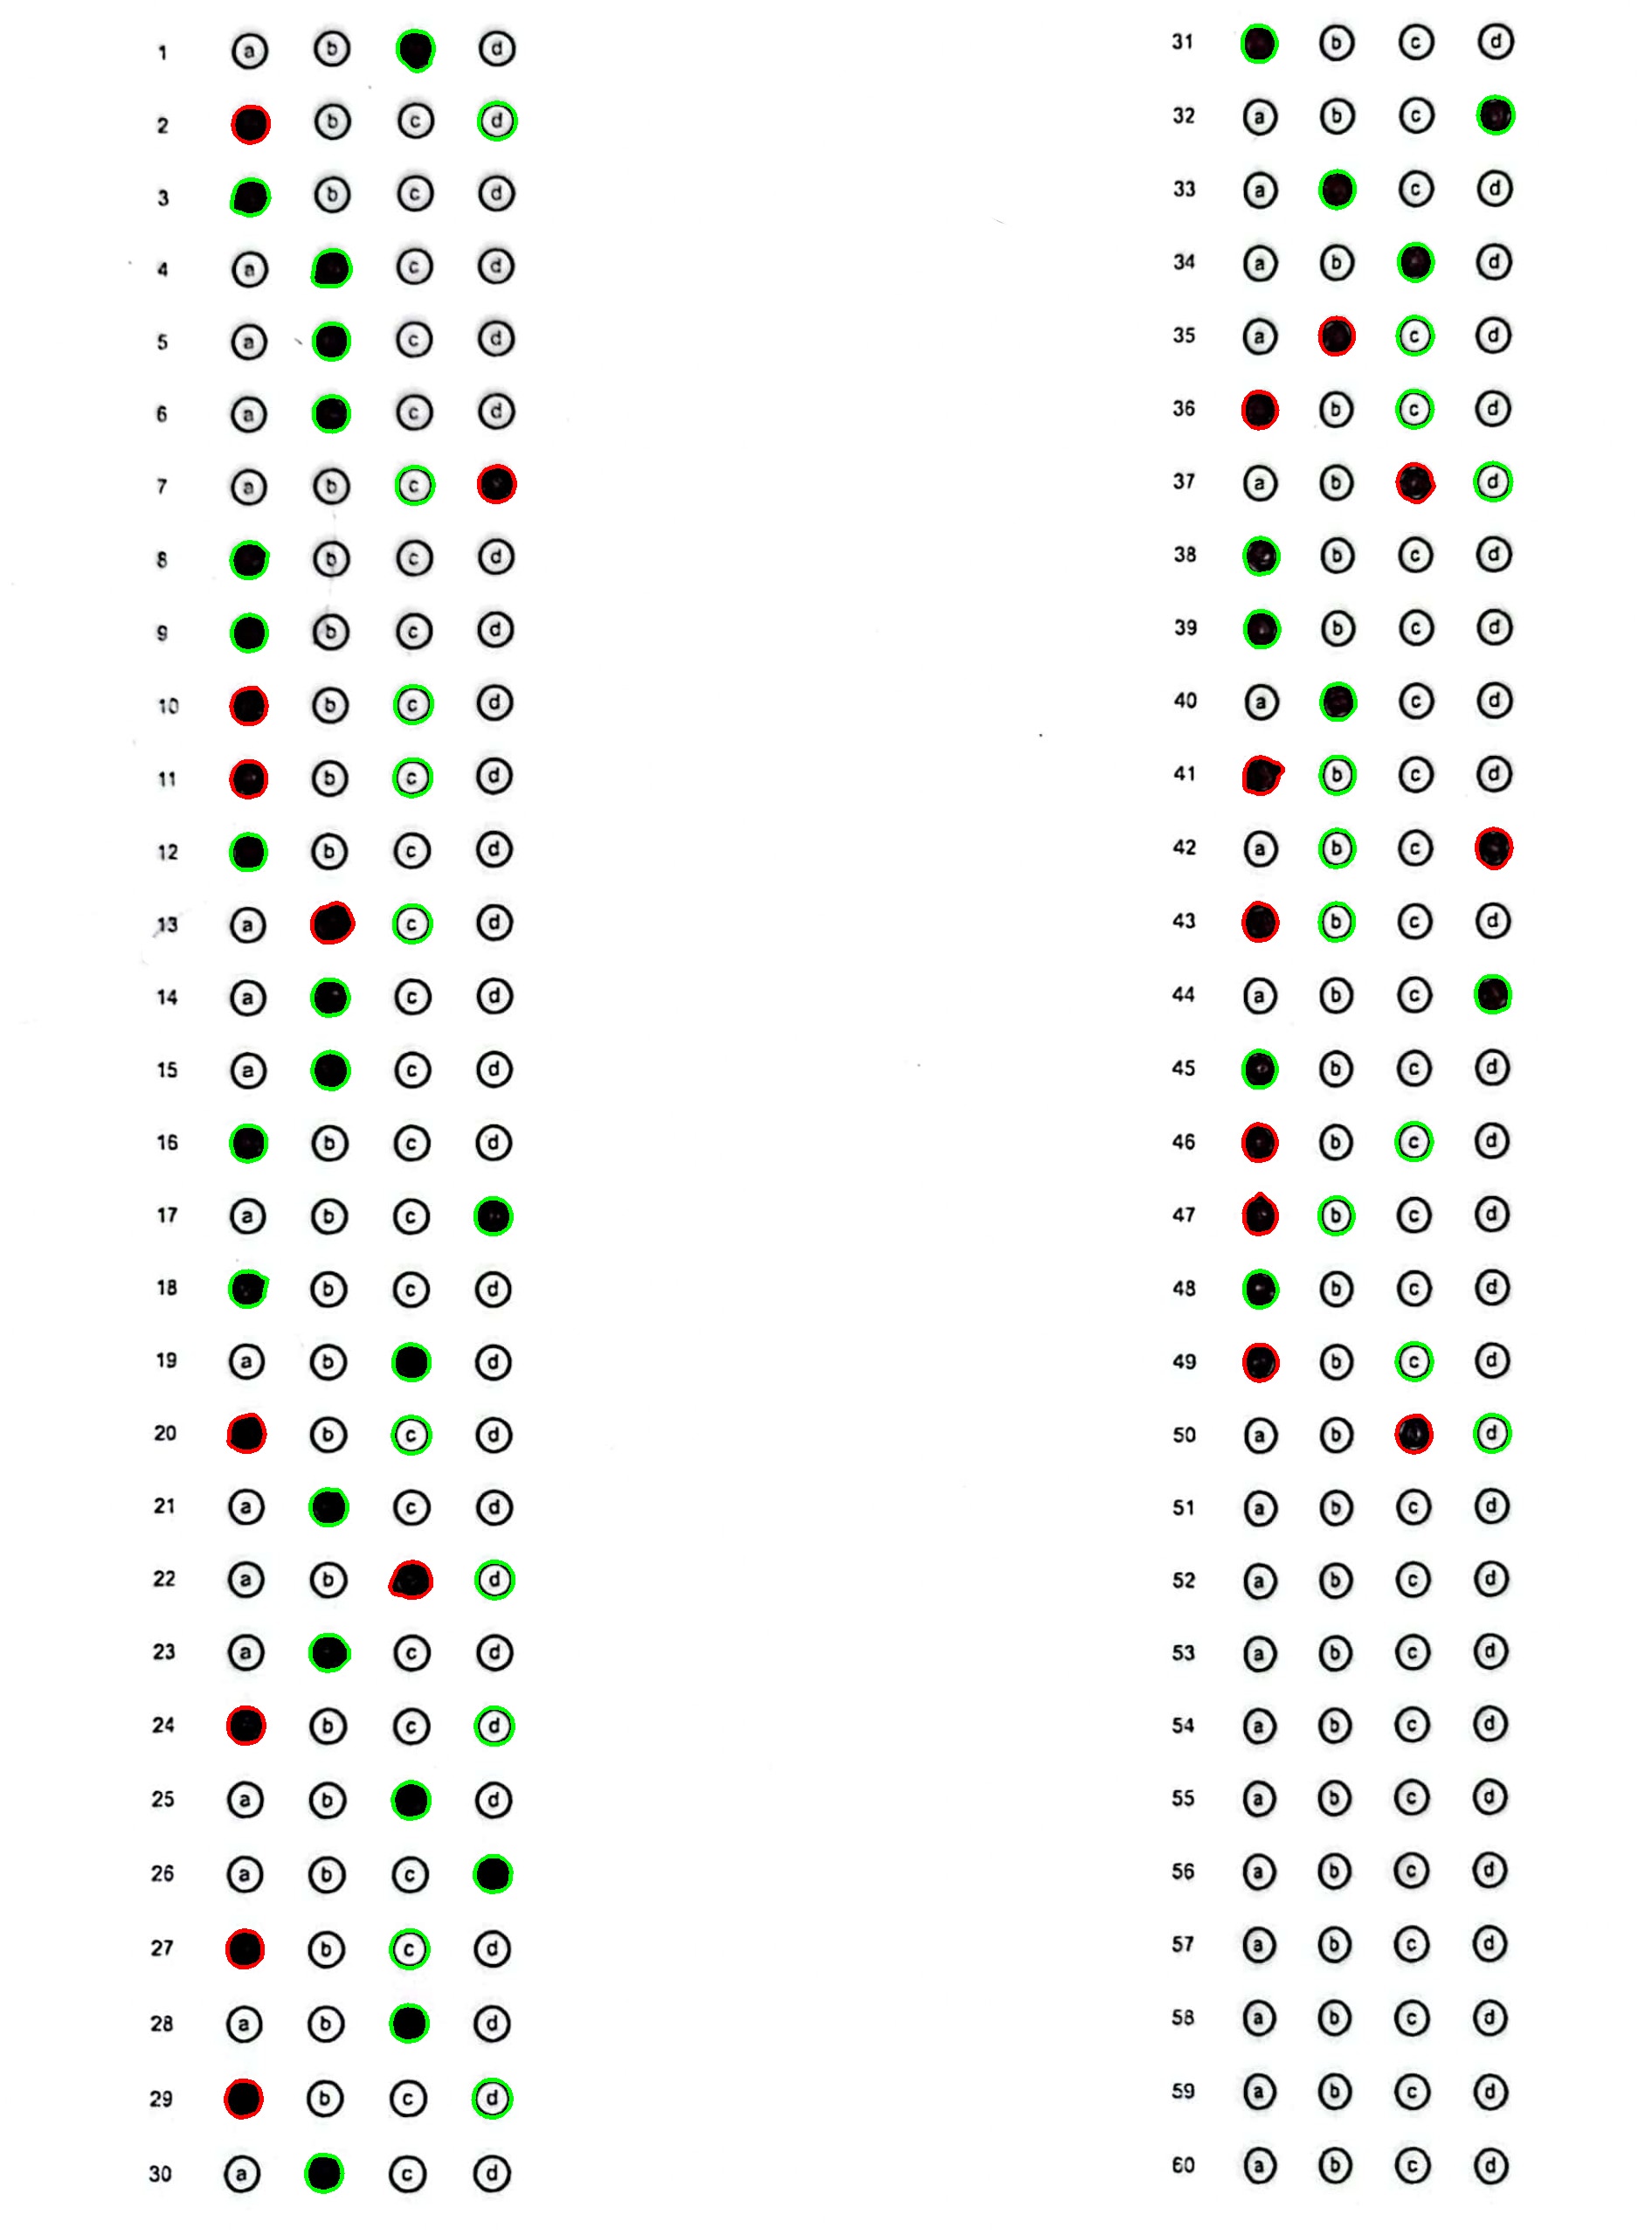 1 a b d
2 b c d
3 b c d
4 a c d
5 a c d
6 a c d
7 a b c
8 b c d
9 b c d
10 b c d
11 b c d
12 b c d
13 a c d
14 a c d
15 a c d
16 b c d
17 a b c
18 b c d
19 a b d
20 b c d
21 a c d
22 a b d
23 a c d
24 b c d
25 a b d
26 a b c
27 b c d
28 a b d
29 b c d
30 a c d
31 b c d
32 a b c
33 a c d
34 a b d
35 a c d
36 b c d
37 a b d
38 b c d
39 b c d
40 a c d
41 b c d
42 a b c
43 b c d
44 a b c
45 b c d
46 b c d
47 b c d
48 b c d
49 b c d
50 a b d
51 a b c d
52 a b c d
53 a b c d
54 a b c d
55 a b c d
56 a b c d
57 a b c d
58 a b c d
59 a b c d
60 a b c d